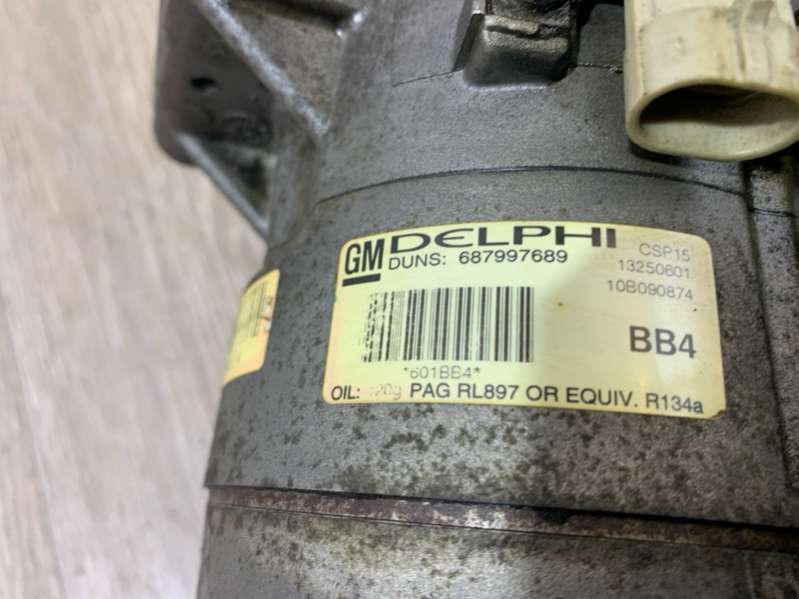 GM DELPHI CSP15
DUNS: 687997689 13250601
10B090874
BB4
*601BB4*
OIL: PAG RL897 OR EQUIV. R134a